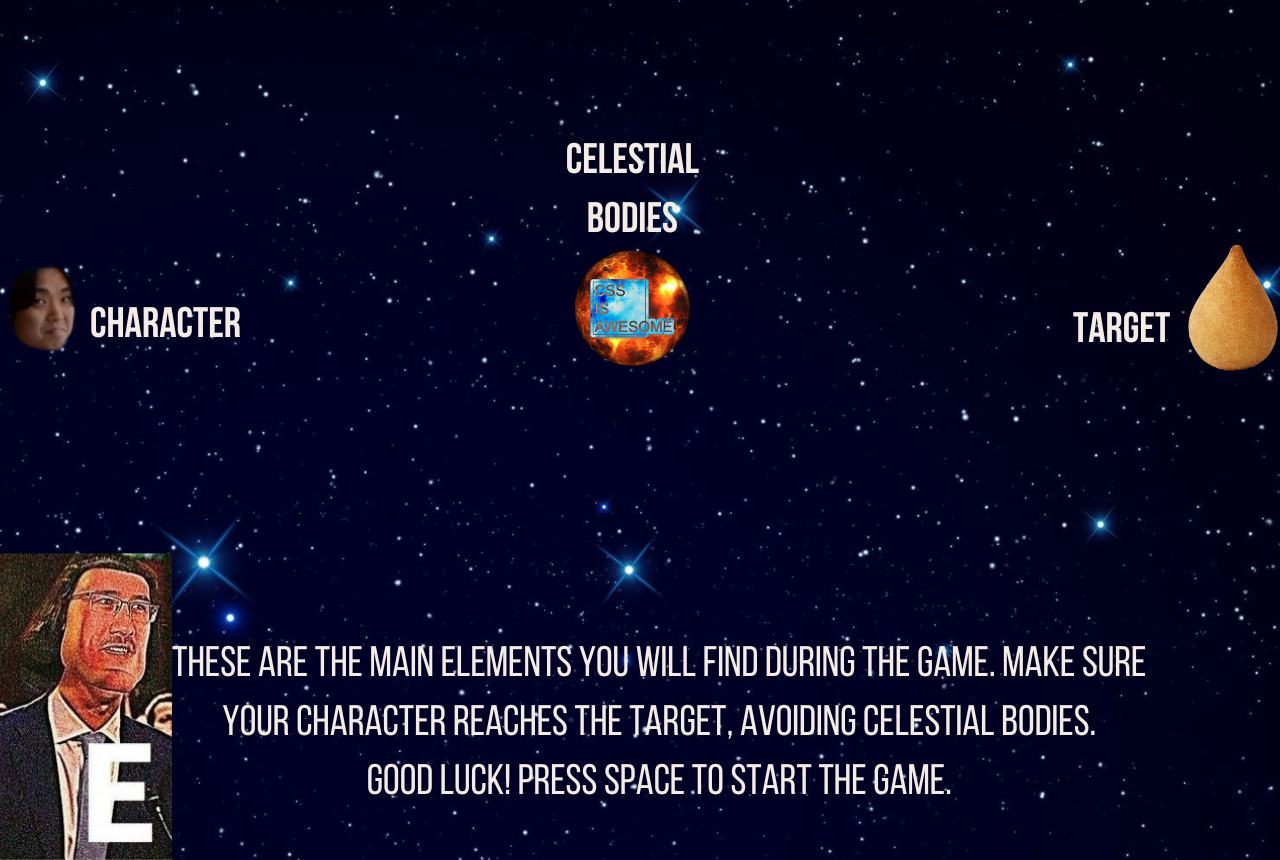 CELESTIAL
BODIES
CSS
IS
AWESOME
CHARACTER
TARGET
THESE ARE THE MAIN ELEMENTS YOU WILL FIND DURING THE GAME. MAKE SURE
YOUR CHARACTER REACHES THE TARGET, AVOIDING CELESTIAL BODIES.
GOOD LUCK! PRESS SPACE TO START THE GAME.
E